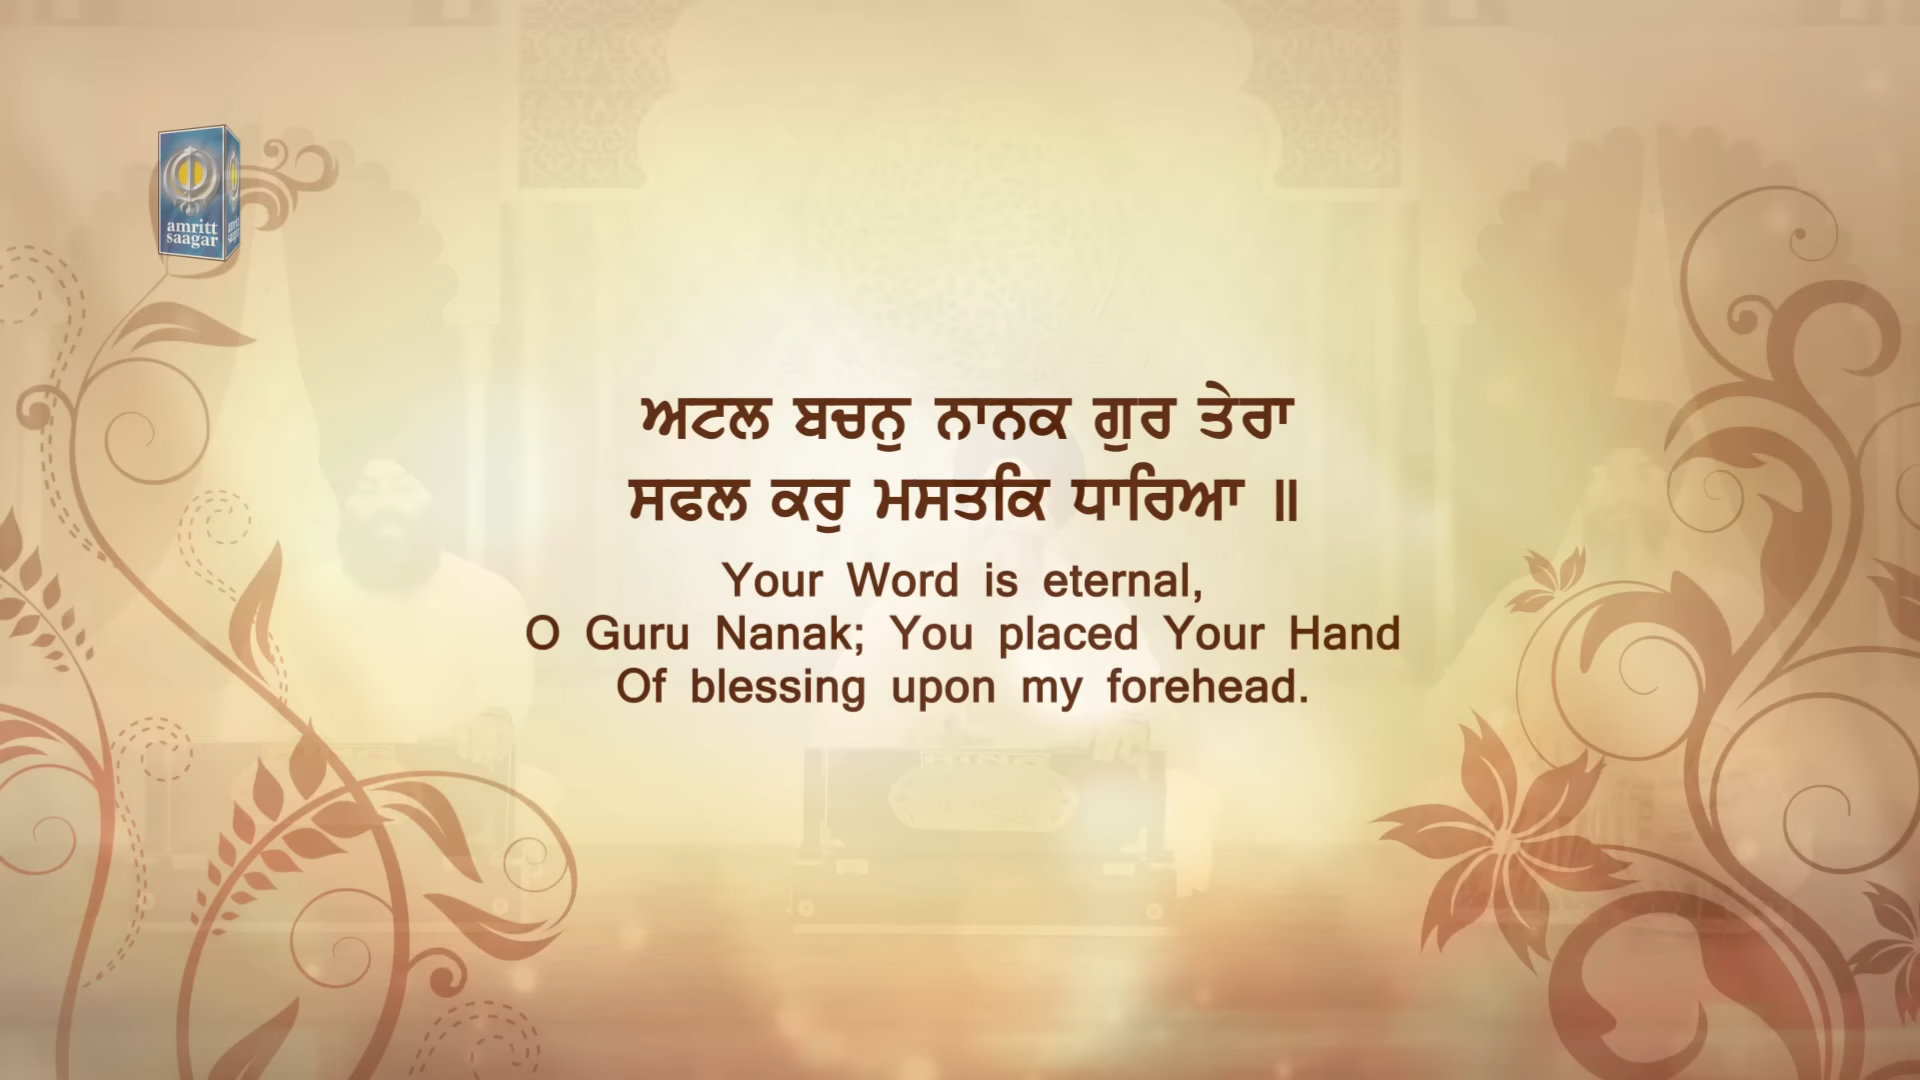 amritt
saagar
ਅਟਲ ਬਚਨੁ ਨਾਨਕ ਗੁਰ ਤੇਰਾ
ਸਫਲ ਕਰੁ ਮਸਤਕਿ ਧਾਰਿਆ ॥
Your Word is eternal,
O Guru Nanak; You placed Your Hand
Of blessing upon my forehead.